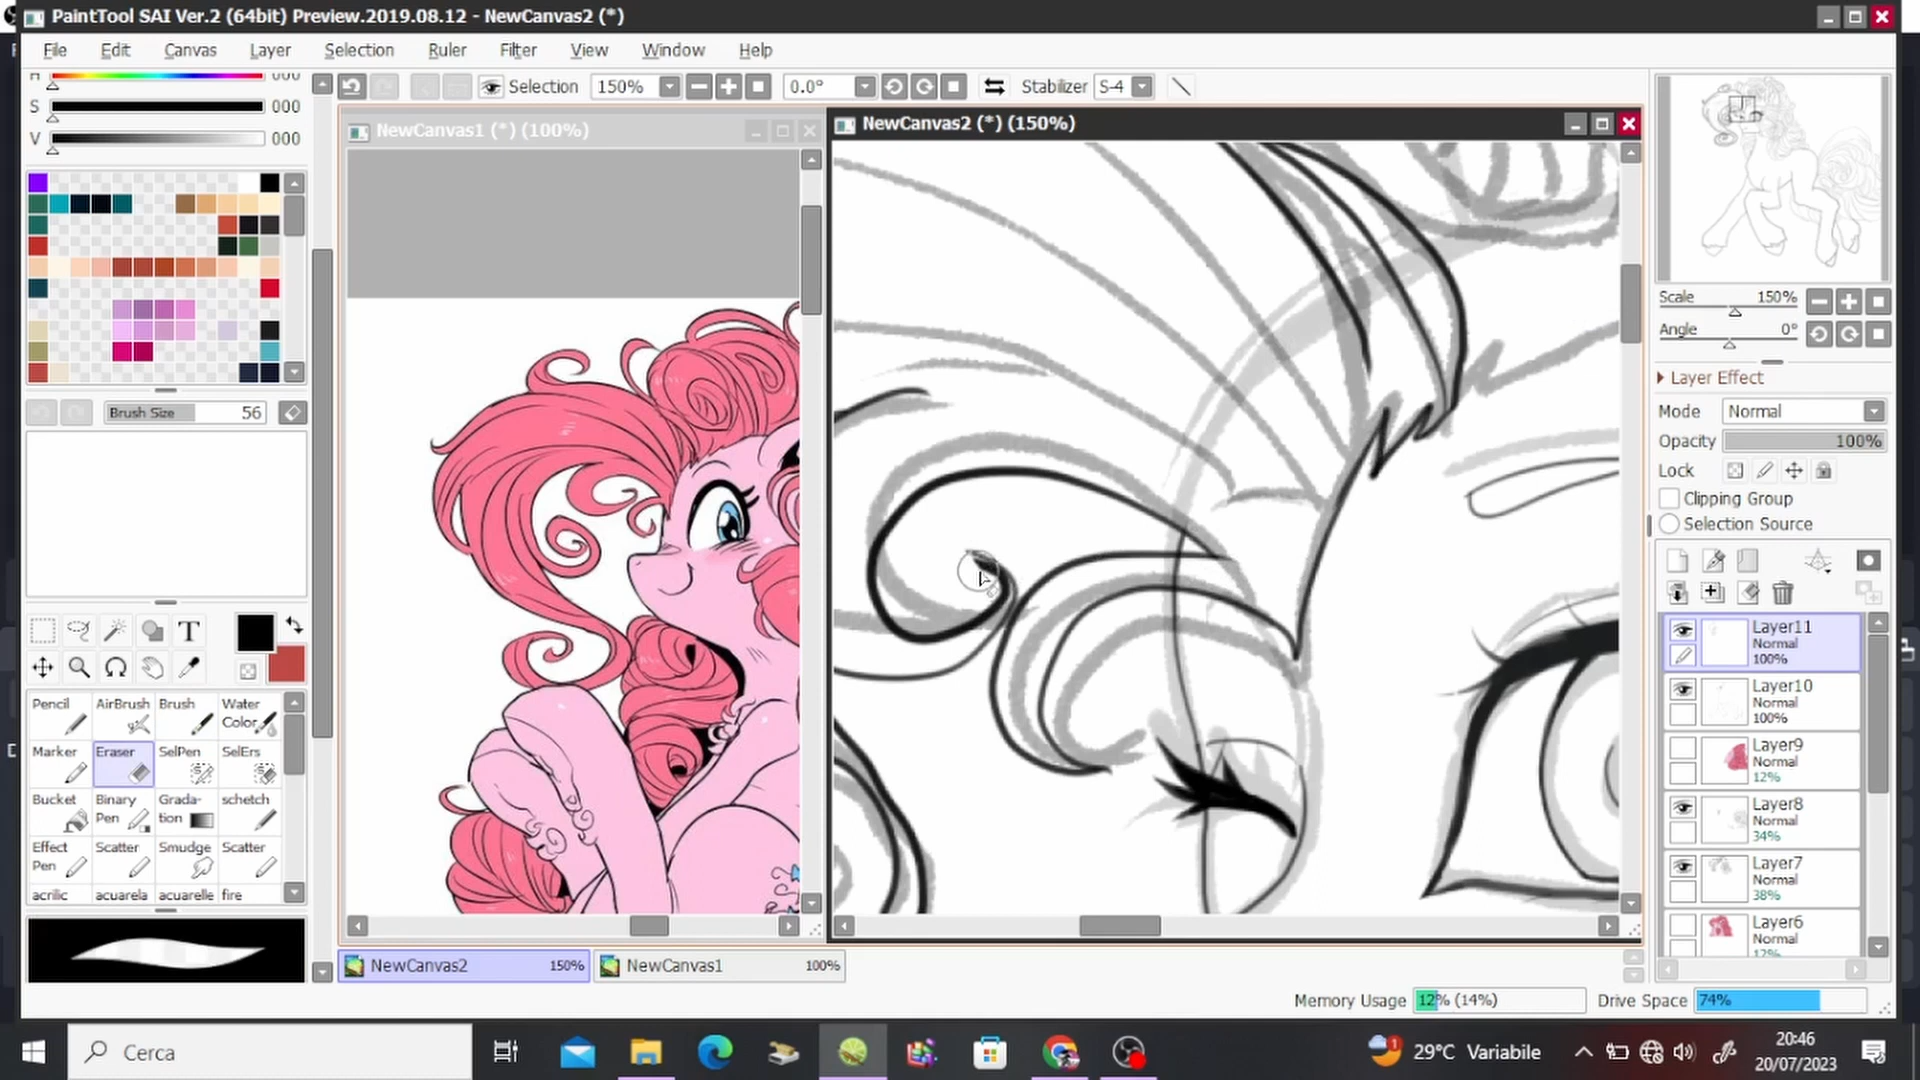 PaintTool SAI Ver.2 (64bit) Preview.2019.08.12 - NewCanvas2 (*)
File Edit Canvas Layer Selection Ruler Filter View Window Help
H 000
S 000
V 000
Selection 150% 0.0° Stabilizer S-4
NewCanvas1 (*) (100%)
NewCanvas2 (*) (150%)
Brush Size 56
T
Pencil AirBrush Brush Water Color
Marker Eraser SelPen SelErs
Bucket Binary Pen Grada-tion schetch
Effect Pen Scatter Smudge Scatter
acrilic acuarela acuarelle fire
Scale 150%
Angle 0°
Layer Effect
Mode Normal
Opacity 100%
Lock
Clipping Group
Selection Source
Layer11
Normal
100%
Layer10
Normal
100%
Layer9
Normal
12%
Layer8
Normal
34%
Layer7
Normal
38%
Layer6
Normal
12%
NewCanvas2 150% NewCanvas1 100%
Memory Usage 12% (14%) Drive Space 74%
Cerca
1 29°C Variabile
20:46
20/07/2023